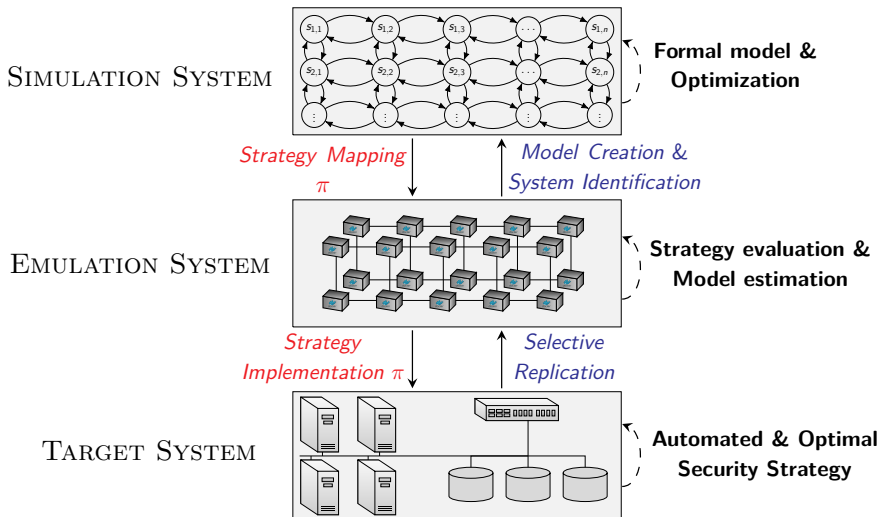 s1,1 s1,2 s1,3 ... s1,n
s2,1 s2,2 s2,3 ... s2,n
⋮ ⋮ ⋮ ⋮ ⋮
SIMULATION SYSTEM
Formal model &
Optimization
Strategy Mapping
π
Model Creation &
System Identification
EMULATION SYSTEM
Strategy evaluation &
Model estimation
Strategy
Implementation π
Selective
Replication
TARGET SYSTEM
Automated & Optimal
Security Strategy